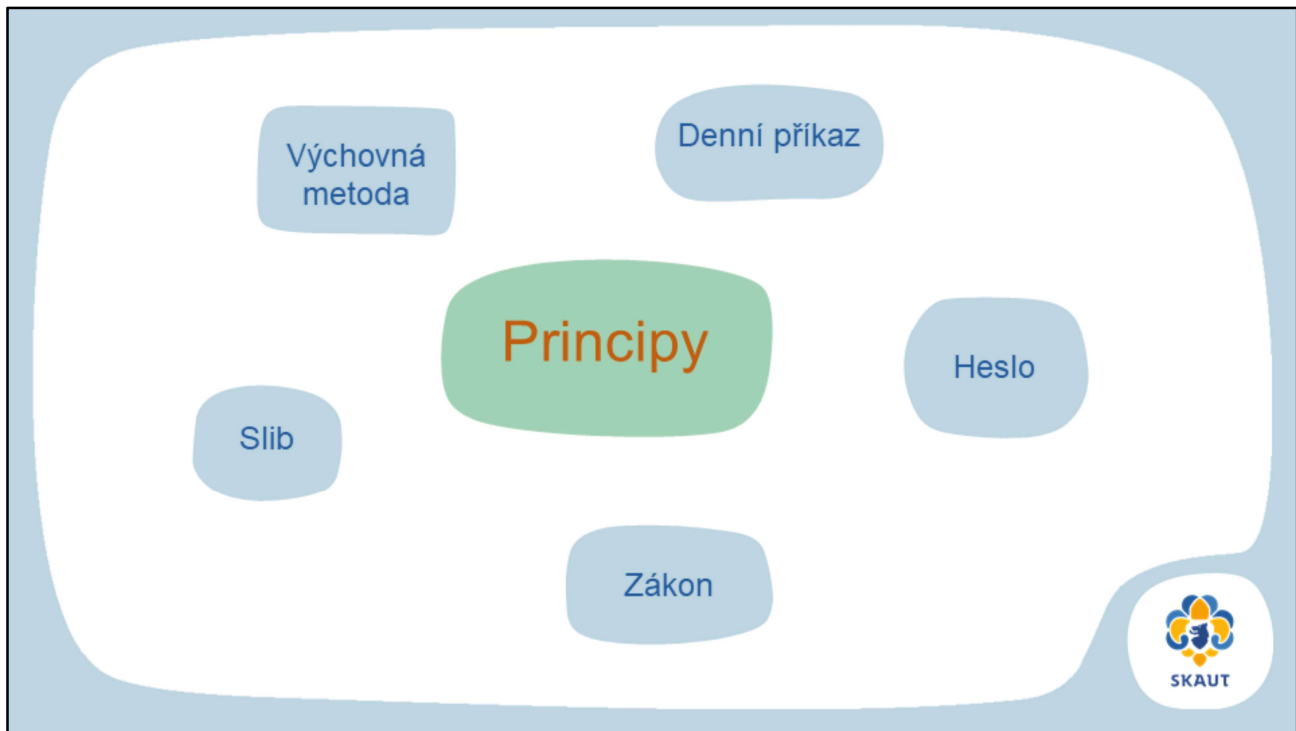 Výchovná
metoda
Denní příkaz
Principy
Heslo
Slib
Zákon
SKAUT